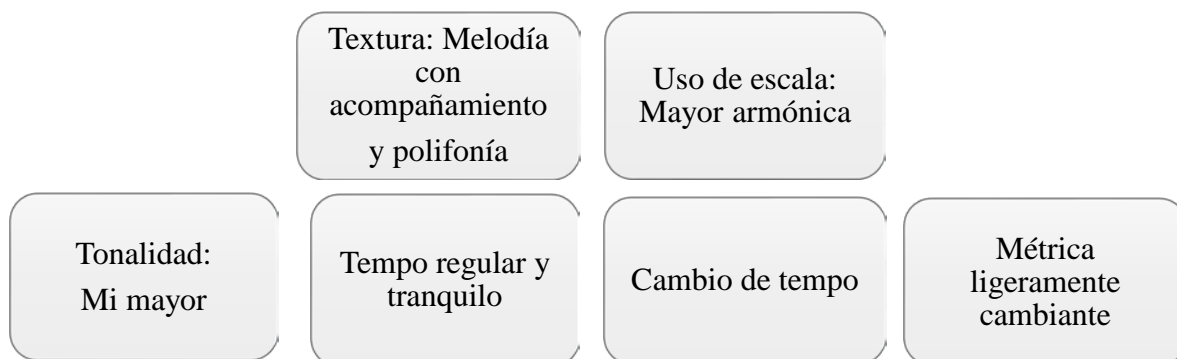 Textura: Melodía
con
acompañamiento
y polifonía
Uso de escala:
Mayor armónica
Tonalidad:
Mi mayor
Tempo regular y
tranquilo
Cambio de tempo
Métrica
ligeramente
cambiante